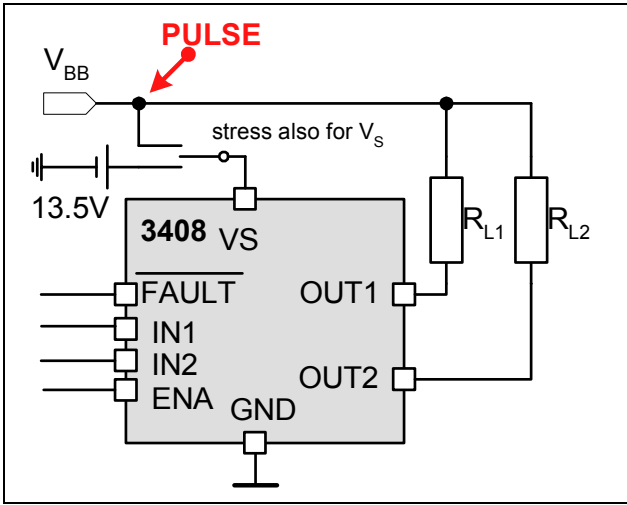 PULSE
V_BB
stress also for V_S
13.5V
3408 VS
R_L1
R_L2
FAULT
OUT1
IN1
IN2
OUT2
ENA
GND